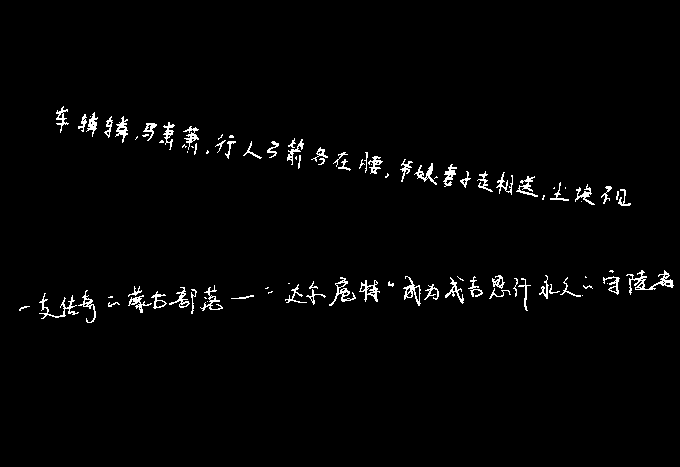 车辚辚,马萧萧,行人弓箭各在腰,爷娘妻子走相送,尘埃不见
一支传奇的蒙古部落一“达尔扈特”成为成吉思汗永久的守陵者